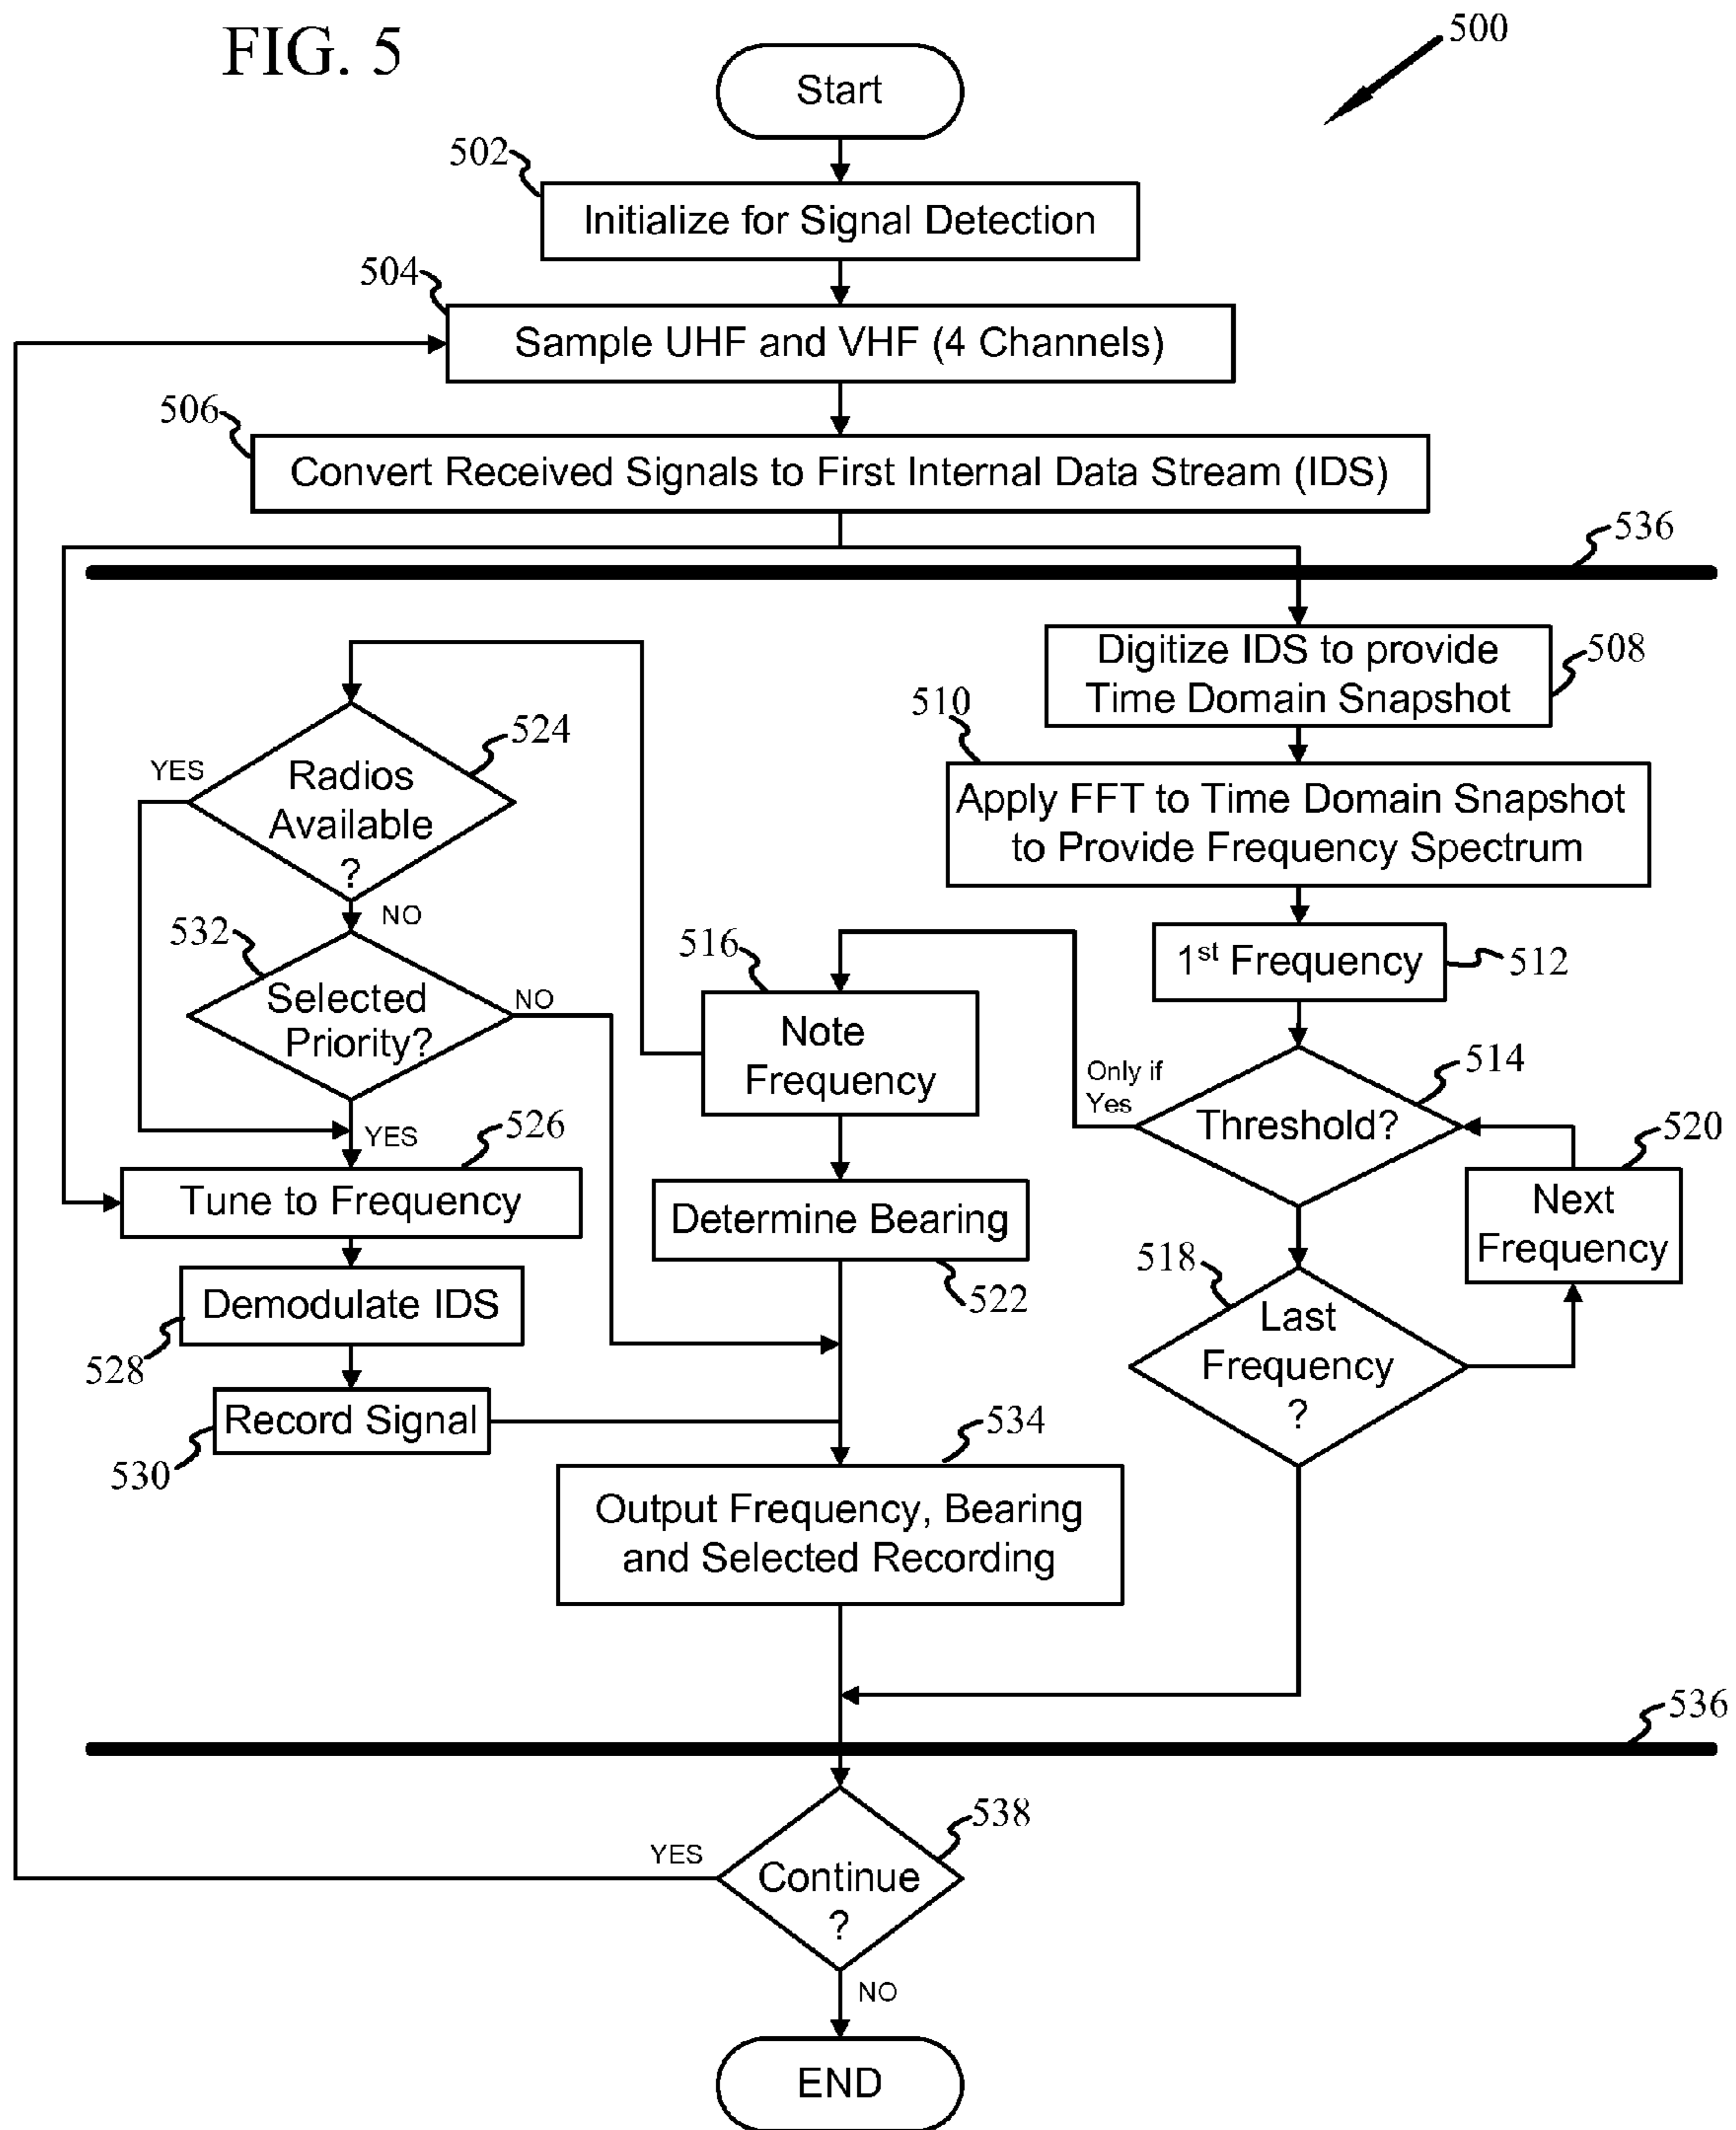 FIG. 5
500
Start
502
Initialize for Signal Detection
504
Sample UHF and VHF (4 Channels)
506
Convert Received Signals to First Internal Data Stream (IDS)
536
Digitize IDS to provide
Time Domain Snapshot
508
510
Apply FFT to Time Domain Snapshot
to Provide Frequency Spectrum
524
YES
Radios
Available
?
NO
532
Selected
Priority?
NO
YES
516
Note
Frequency
1st Frequency
512
Only if
Yes
514
Threshold?
520
Next
Frequency
526
Tune to Frequency
Determine Bearing
522
518
Last
Frequency
?
Demodulate IDS
528
Record Signal
530
534
Output Frequency, Bearing
and Selected Recording
536
538
YES
Continue
?
NO
END